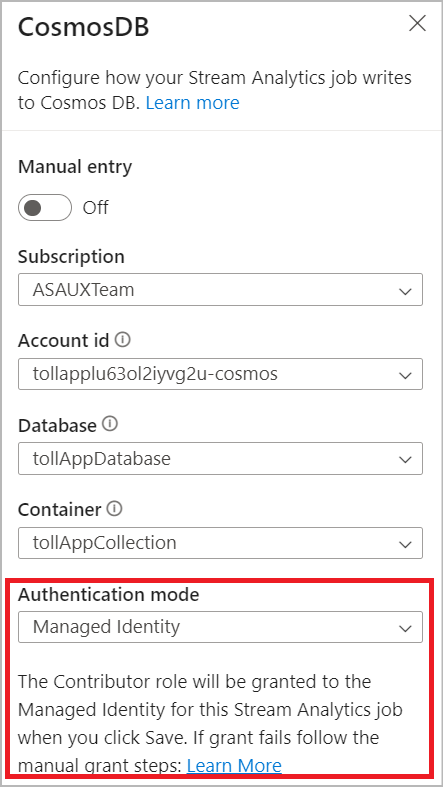 CosmosDB
Configure how your Stream Analytics job writes
to Cosmos DB. Learn more
Manual entry
Off
Subscription
ASAUXTeam
Account id
tollapplu63ol2iyvg2u-cosmos
Database
tollAppDatabase
Container
tollAppCollection
Authentication mode
Managed Identity
The Contributor role will be granted to the
Managed Identity for this Stream Analytics job
when you click Save. If grant fails follow the
manual grant steps: Learn More